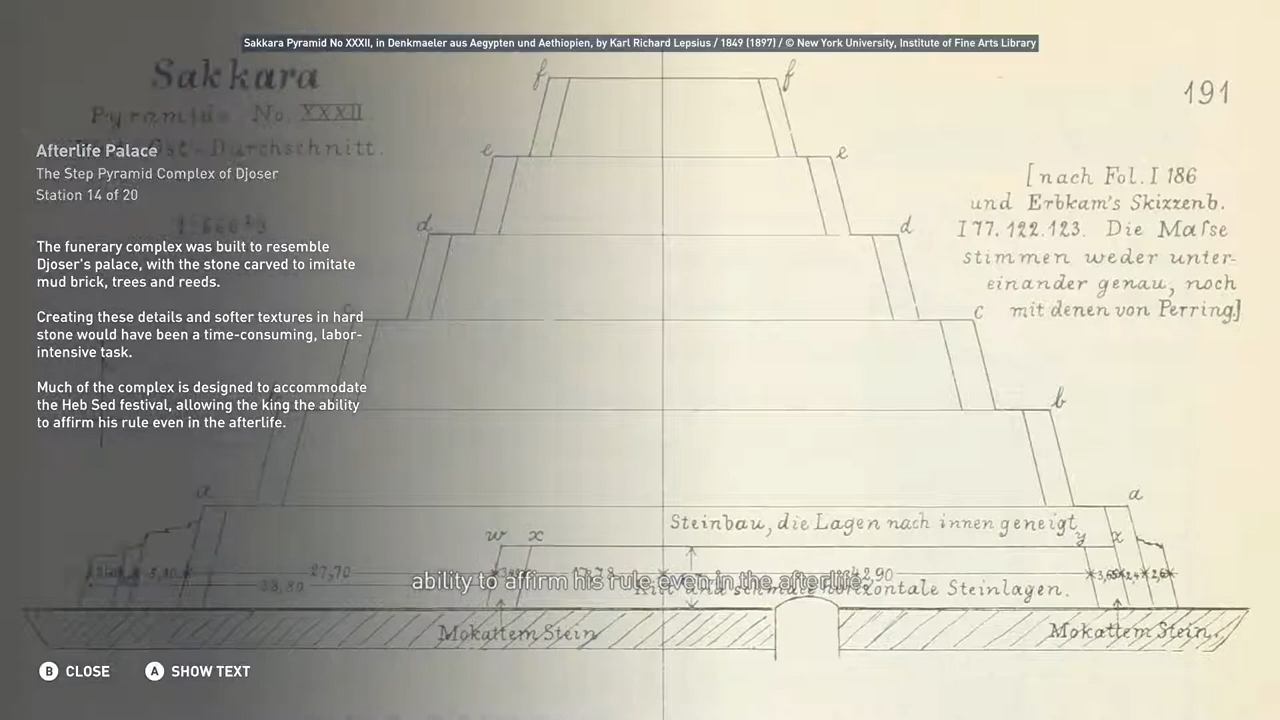 Sakkara Pyramid No XXXII, in Denkmaeler aus Aegypten und Aethiopien, by Karl Richard Lepsius / 1849 (1897) / © New York University, Institute of Fine Arts Library
Sakkara
Pyramide No. XXXII
Ost-Durchschnitt.
191
Afterlife Palace
The Step Pyramid Complex of Djoser
Station 14 of 20
The funerary complex was built to resemble
Djoser's palace, with the stone carved to imitate
mud brick, trees and reeds.
Creating these details and softer textures in hard
stone would have been a time-consuming, labor-
intensive task.
Much of the complex is designed to accommodate
the Heb Sed festival, allowing the king the ability
to affirm his rule even in the afterlife.
[nach Fol. I 186
und Erbkam's Skizzenb.
I 77. 122. 123. Die Maſse
stimmen weder unter-
einander genau, noch
mit denen von Perring]
f f
e e
d d
c c
b
a a
Steinbau, die Lagen nach innen geneigt
w x y x
27,70
38,80
ability to affirm his rule even in the afterlife.
horizontale Steinlagen.
Mokattem Stein
Mokattem Stein.
B CLOSE A SHOW TEXT